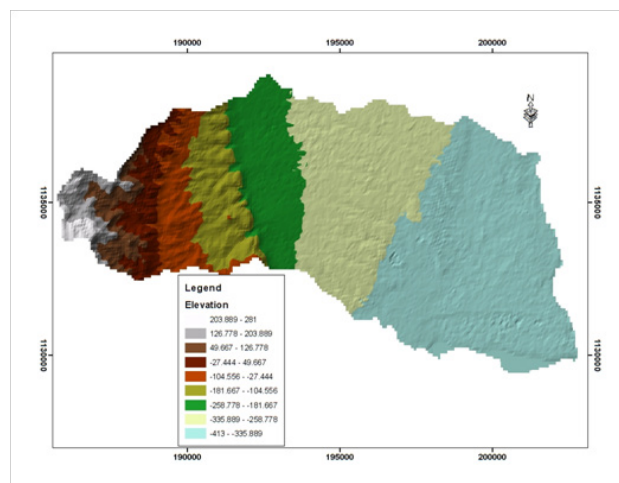 190000 195000 200000
N
1135000 1135000
Legend
Elevation
203.889 - 281
126.778 - 203.889
49.667 - 126.778
-27.444 - 49.667
-104.556 - -27.444
-181.667 - -104.556
-258.778 - -181.667
-335.889 - -258.778
-413 - -335.889
1130000 1130000
190000 195000 200000